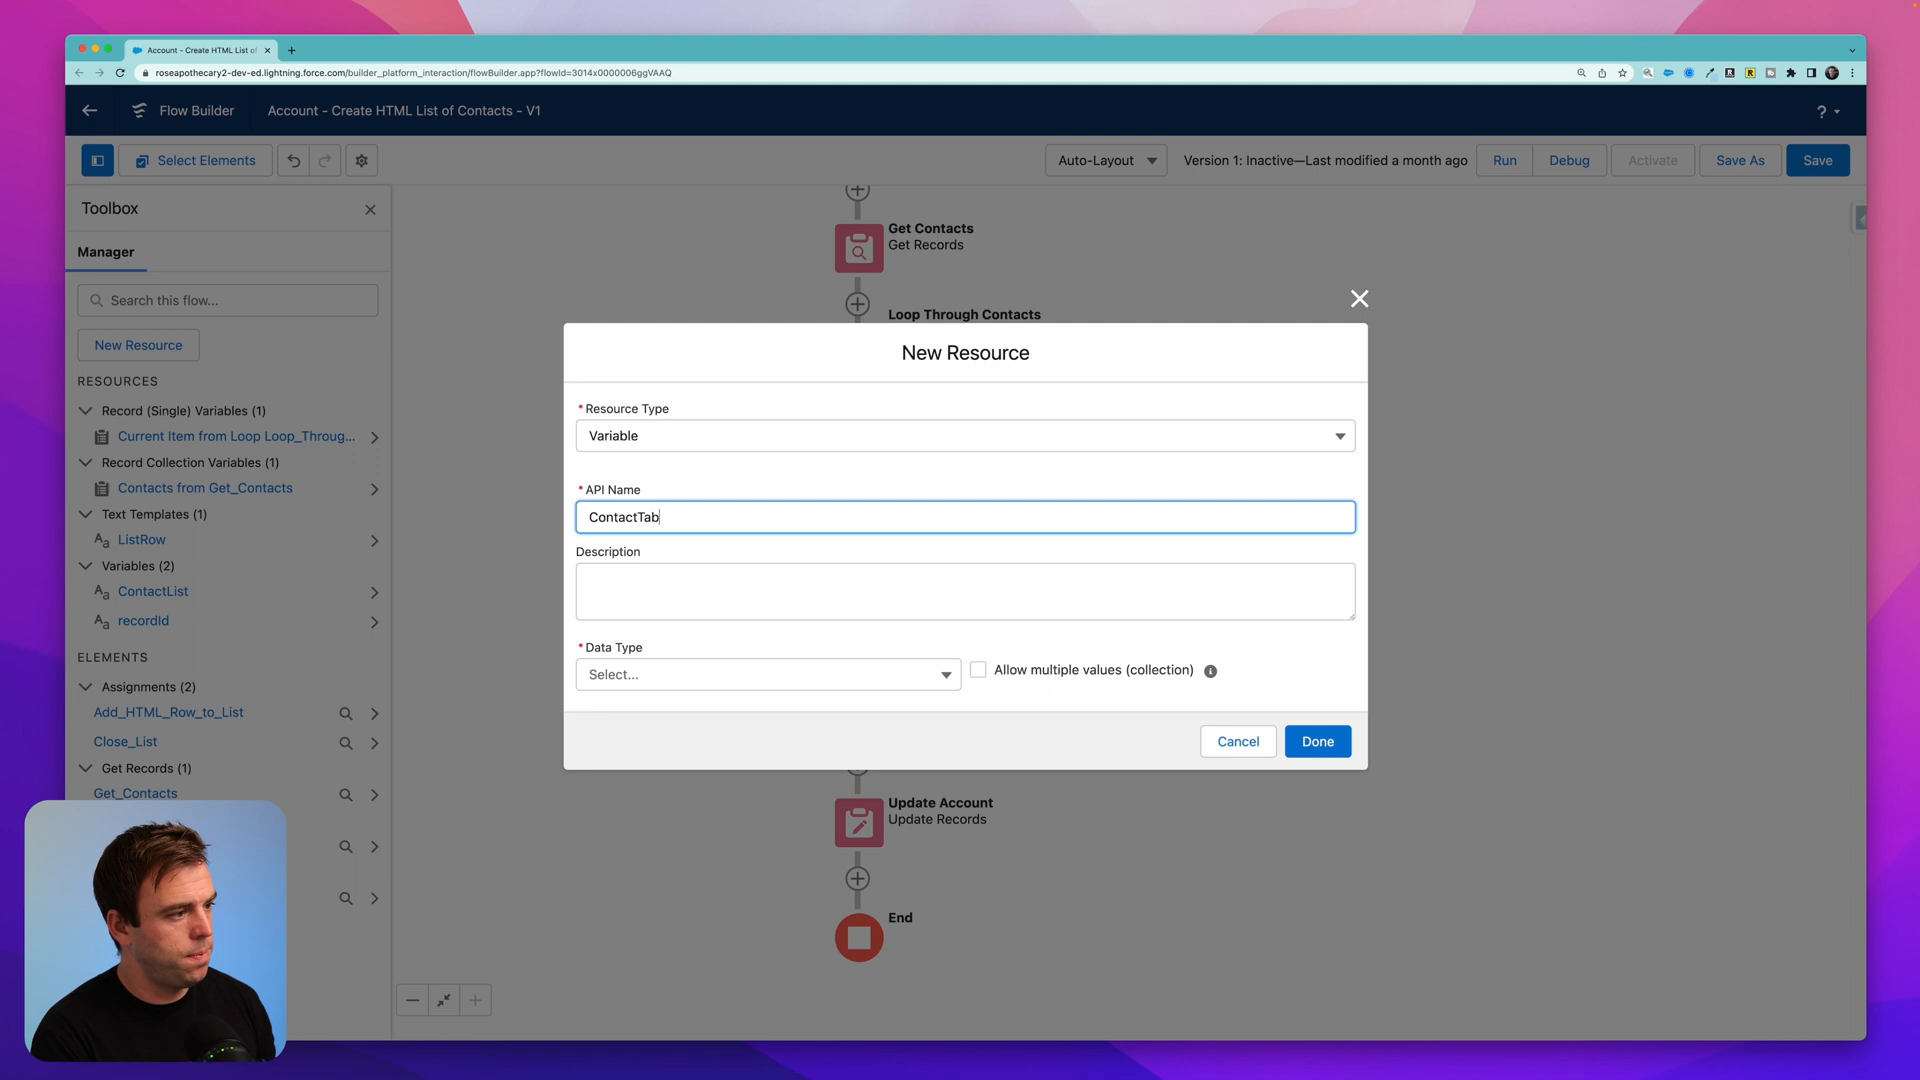 Account - Create HTML List of
roseapothecary2-dev-ed.lightning.force.com/builder_platform_interaction/flowBuilder.app?flowId=3014x0000006ggVAAQ
Flow Builder
Account - Create HTML List of Contacts - V1
?
Select Elements
Auto-Layout
Version 1: Inactive—Last modified a month ago
Run
Debug
Activate
Save As
Save
Toolbox
Manager
Search this flow...
New Resource
RESOURCES
Record (Single) Variables (1)
Current Item from Loop Loop_Throug...
Record Collection Variables (1)
Contacts from Get_Contacts
Text Templates (1)
ListRow
Variables (2)
ContactList
recordId
ELEMENTS
Assignments (2)
Add_HTML_Row_to_List
Close_List
Get Records (1)
Get_Contacts
Get Contacts
Get Records
Loop Through Contacts
New Resource
* Resource Type
Variable
* API Name
ContactTab
Description
* Data Type
Select...
Allow multiple values (collection)
Cancel
Done
Update Account
Update Records
End